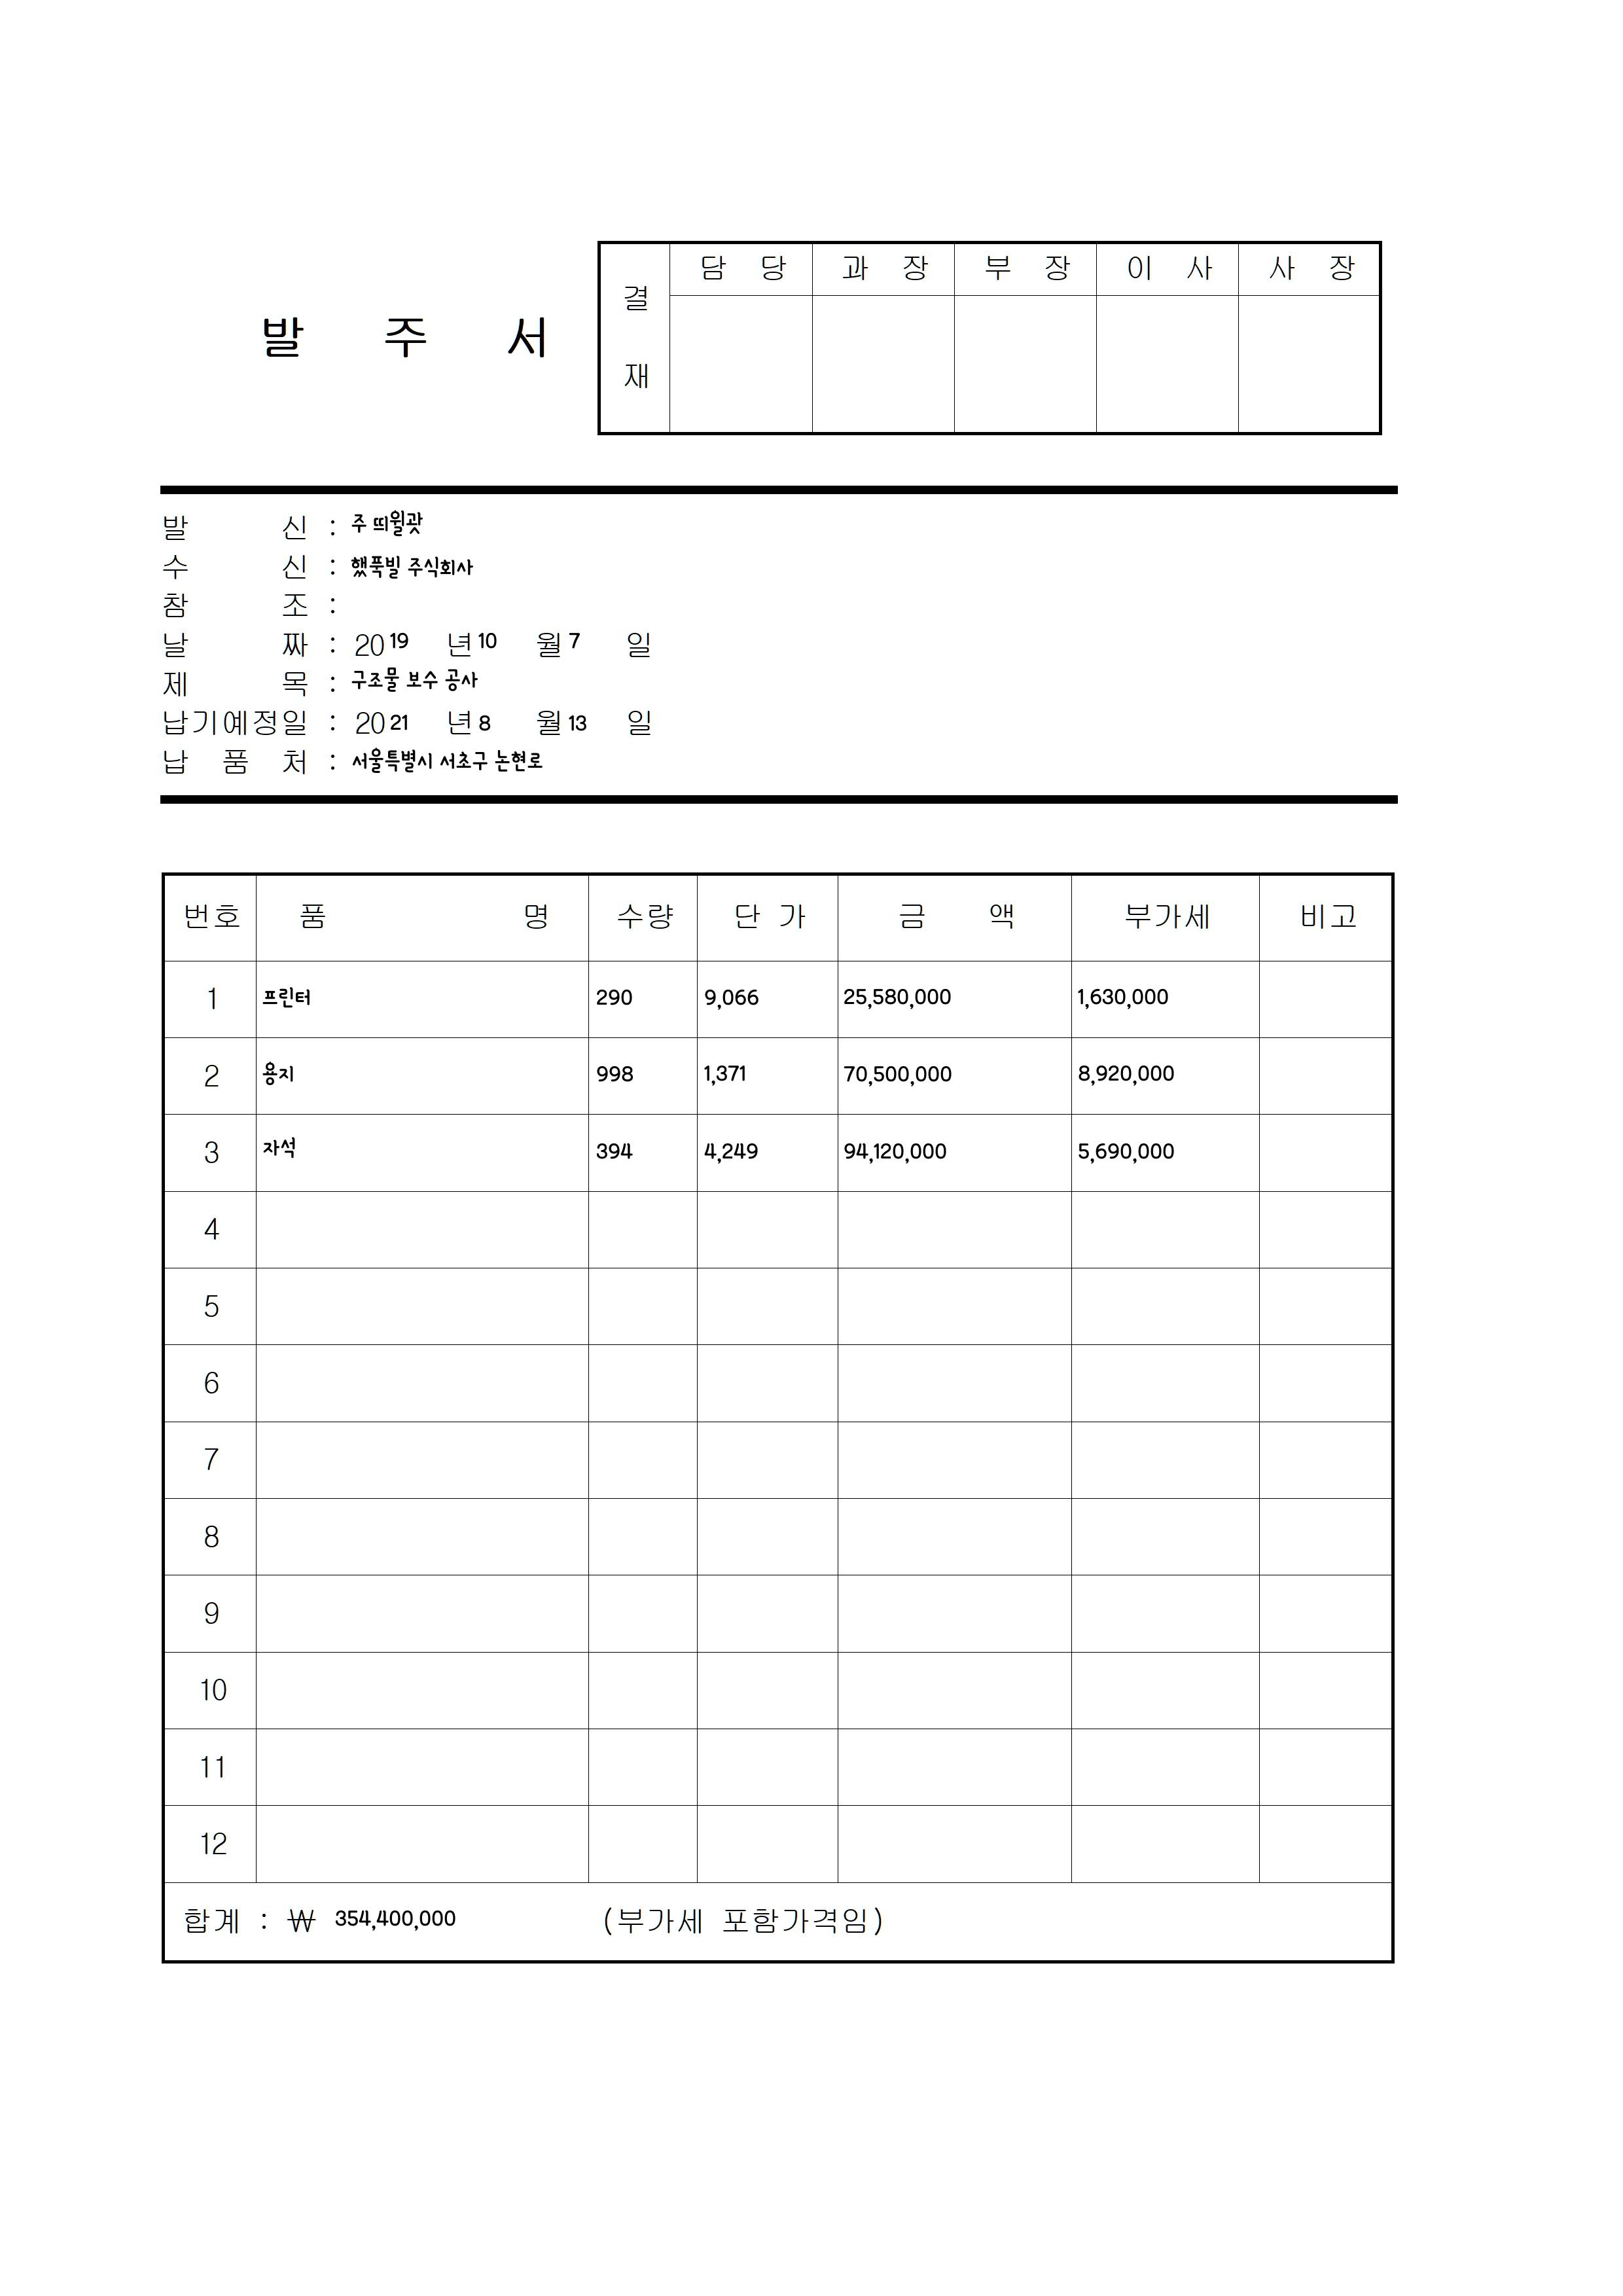 결 재
담 당 과 장 부 장 이 사 사 장
발 주 서
발 신 : 주 띄윌괏
수 신 : 했푹빌 주식회사
참 조 :
날 짜 : 2019 년 10 월 7 일
제 목 : 구조물 보수 공사
납기예정일 : 2021 년 8 월 13 일
납 품 처 : 서울특별시 서초구 논현로
번호 품 명 수량 단 가 금 액 부가세 비고
1 프린터 290 9,066 25,580,000 1,630,000
2 용지 998 1,371 70,500,000 8,920,000
3 자석 394 4,249 94,120,000 5,690,000
4
5
6
7
8
9
10
11
12
합계 : ₩ 354,400,000 (부가세 포함가격임)